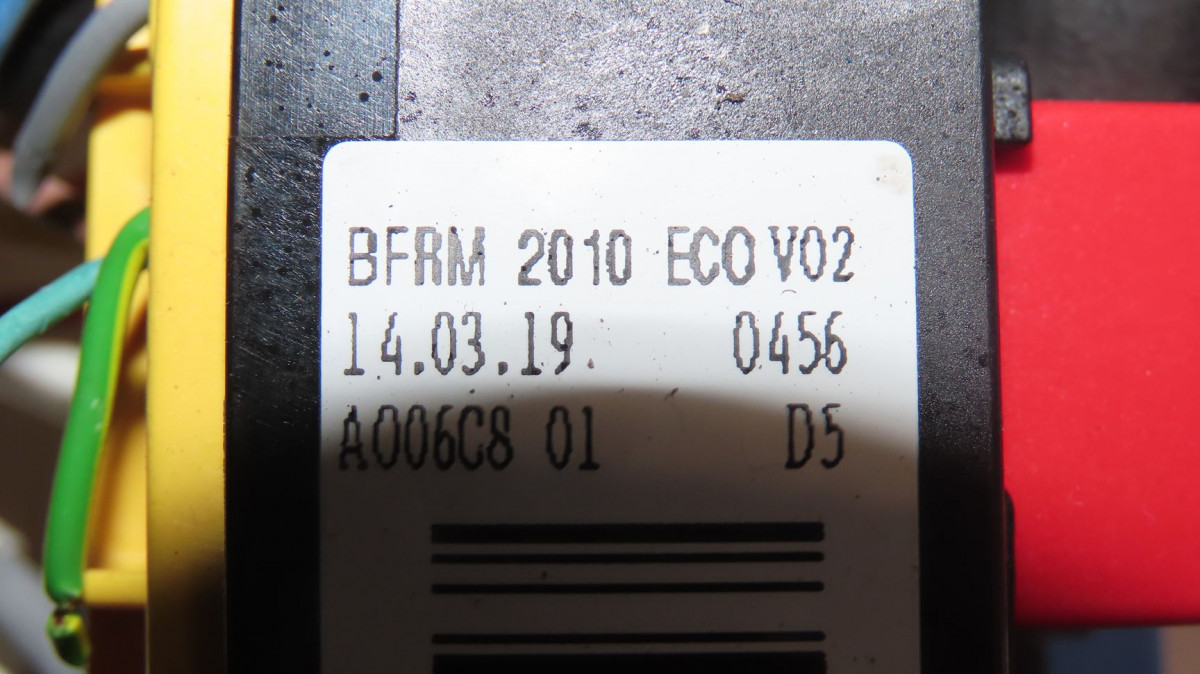 BFRM 2010 ECO V02
14.03.19 0456
A006C8 01 D5